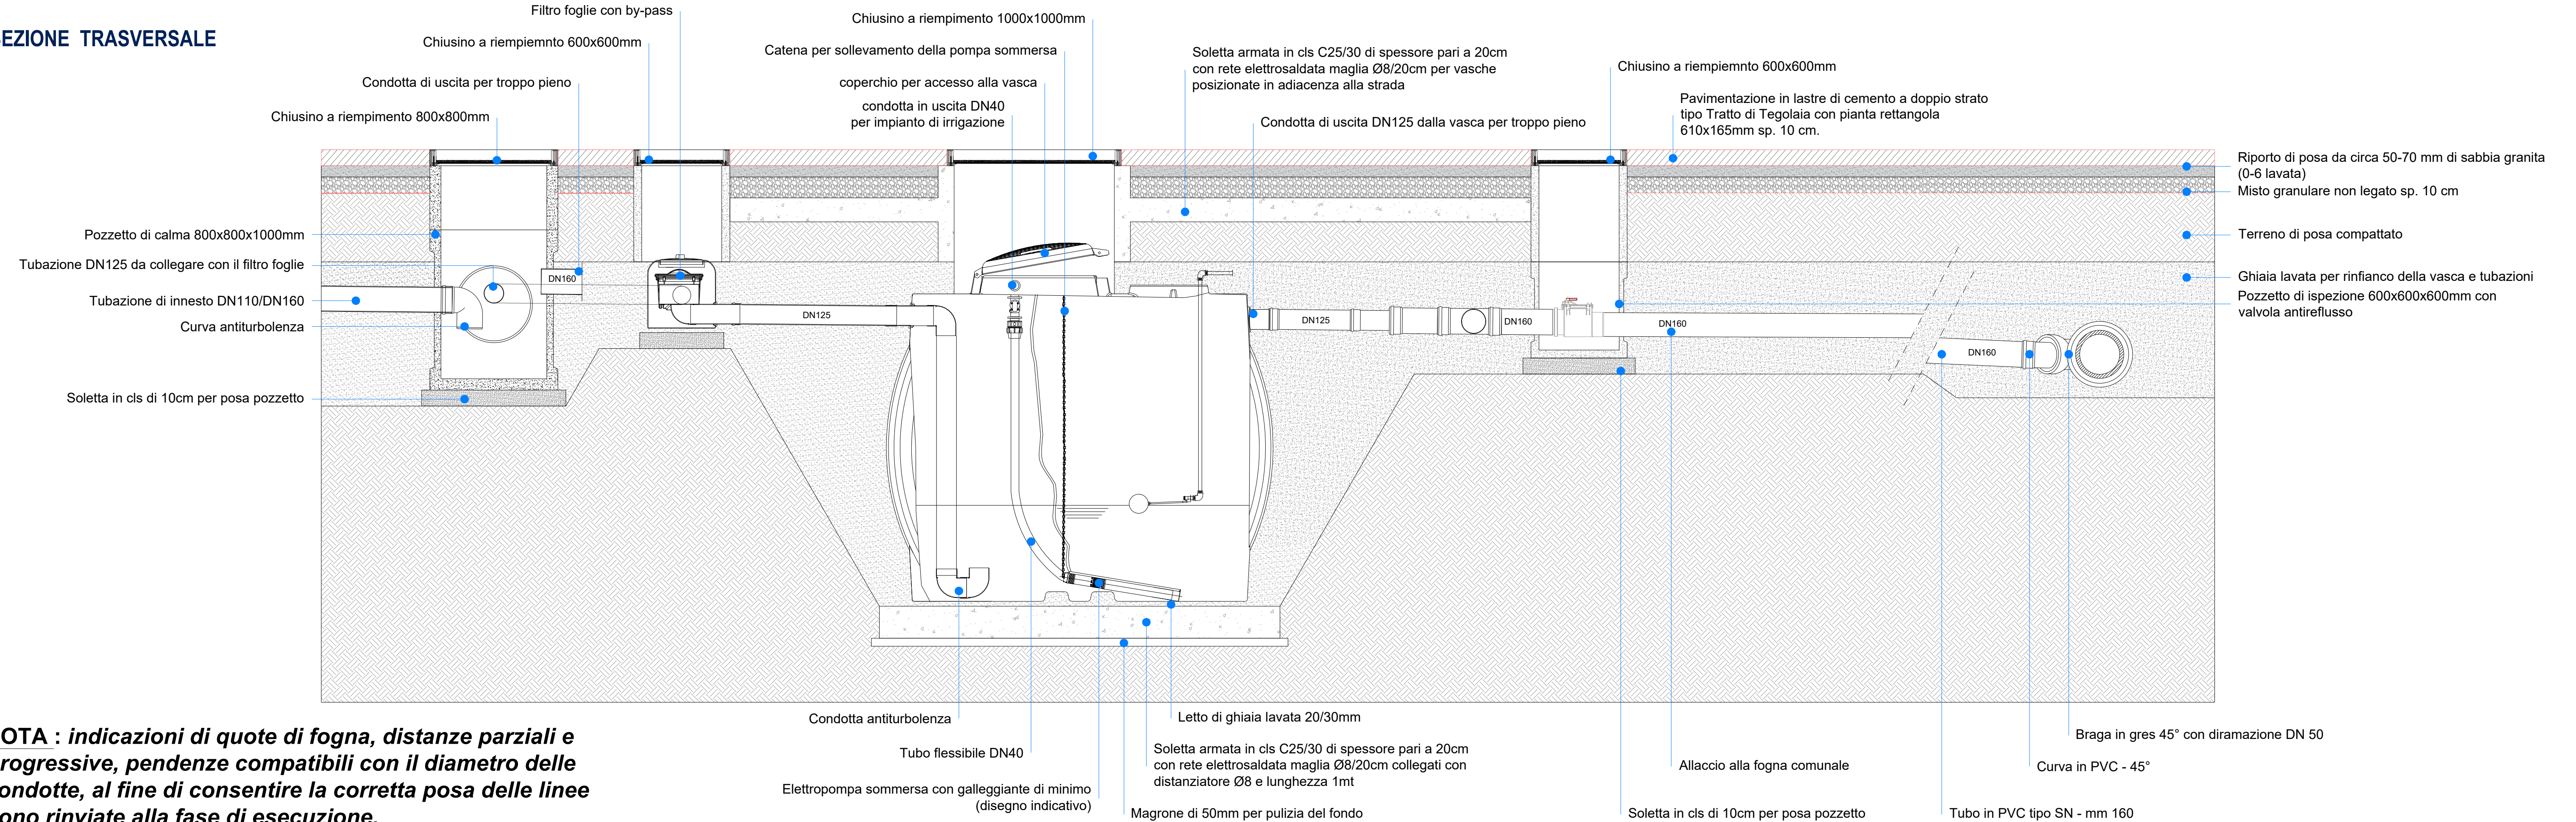 EZIONE TRASVERSALE
Filtro foglie con by-pass
Chiusino a riempiemnto 600x600mm
Condotta di uscita per troppo pieno
Chiusino a riempimento 800x800mm
Chiusino a riempimento 1000x1000mm
Catena per sollevamento della pompa sommersa
coperchio per accesso alla vasca
condotta in uscita DN40
per impianto di irrigazione
Soletta armata in cls C25/30 di spessore pari a 20cm
con rete elettrosaldata maglia Ø8/20cm per vasche
posizionate in adiacenza alla strada
Condotta di uscita DN125 dalla vasca per troppo pieno
Chiusino a riempiemnto 600x600mm
Pavimentazione in lastre di cemento a doppio strato
tipo Tratto di Tegolaia con pianta rettangola
610x165mm sp. 10 cm.
Riporto di posa da circa 50-70 mm di sabbia granita
(0-6 lavata)
Misto granulare non legato sp. 10 cm
Terreno di posa compattato
Ghiaia lavata per rinfianco della vasca e tubazioni
Pozzetto di ispezione 600x600x600mm con
valvola antireflusso
Pozzetto di calma 800x800x1000mm
Tubazione DN125 da collegare con il filtro foglie
Tubazione di innesto DN110/DN160
Curva antiturbolenza
Soletta in cls di 10cm per posa pozzetto
DN160
DN125
DN125
DN160
DN160
DN160
Condotta antiturbolenza
Tubo flessibile DN40
Elettropompa sommersa con galleggiante di minimo
(disegno indicativo)
Letto di ghiaia lavata 20/30mm
Soletta armata in cls C25/30 di spessore pari a 20cm
con rete elettrosaldata maglia Ø8/20cm collegati con
distanziatore Ø8 e lunghezza 1mt
Magrone di 50mm per pulizia del fondo
Allaccio alla fogna comunale
Soletta in cls di 10cm per posa pozzetto
Braga in gres 45° con diramazione DN 50
Curva in PVC - 45°
Tubo in PVC tipo SN - mm 160
OTA : indicazioni di quote di fogna, distanze parziali e
rogressive, pendenze compatibili con il diametro delle
ondotte, al fine di consentire la corretta posa delle linee
ono rinviate alla fase di esecuzione.